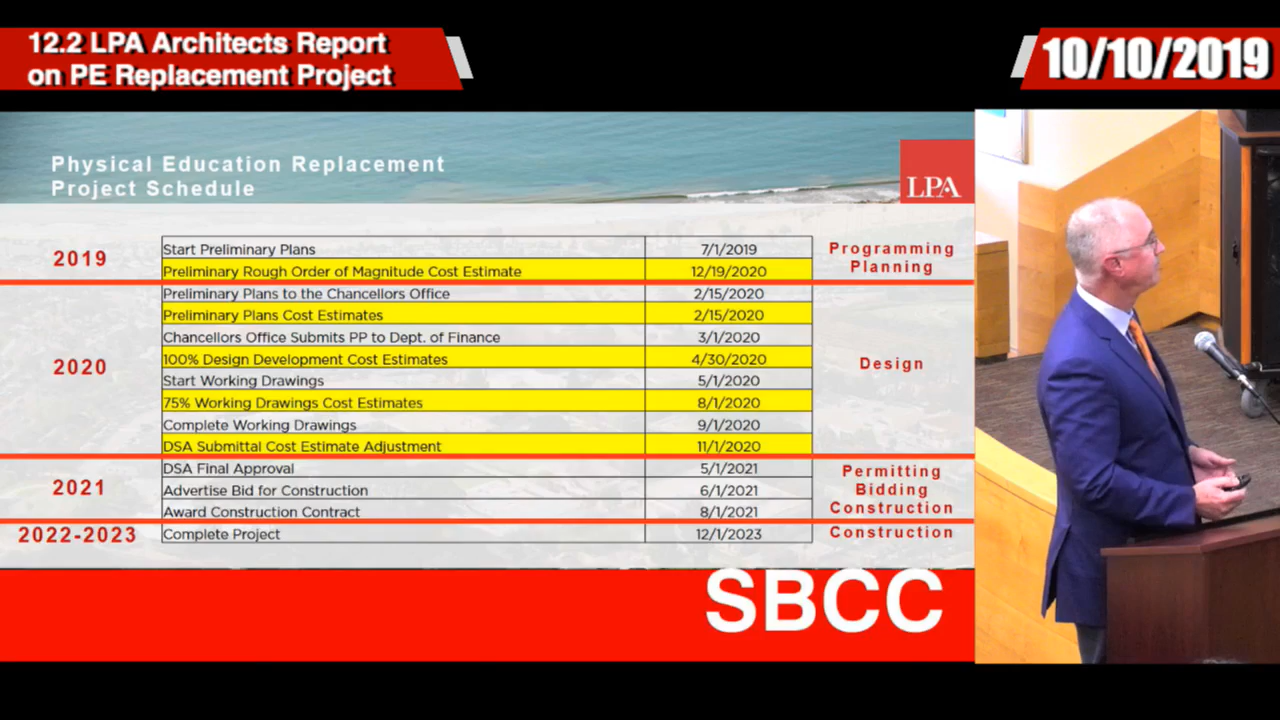 12.2 LPA Architects Report
on PE Replacement Project
10/10/2019
Physical Education Replacement
Project Schedule
LPA
2019
Start Preliminary Plans 7/1/2019
Preliminary Rough Order of Magnitude Cost Estimate 12/19/2020
Programming
Planning
2020
Preliminary Plans to the Chancellors Office 2/15/2020
Preliminary Plans Cost Estimates 2/15/2020
Chancellors Office Submits PP to Dept. of Finance 3/1/2020
100% Design Development Cost Estimates 4/30/2020
Start Working Drawings 5/1/2020
75% Working Drawings Cost Estimates 8/1/2020
Complete Working Drawings 9/1/2020
DSA Submittal Cost Estimate Adjustment 11/1/2020
Design
2021
DSA Final Approval 5/1/2021
Advertise Bid for Construction 6/1/2021
Award Construction Contract 8/1/2021
Permitting
Bidding
Construction
2022-2023
Complete Project 12/1/2023
Construction
SBCC